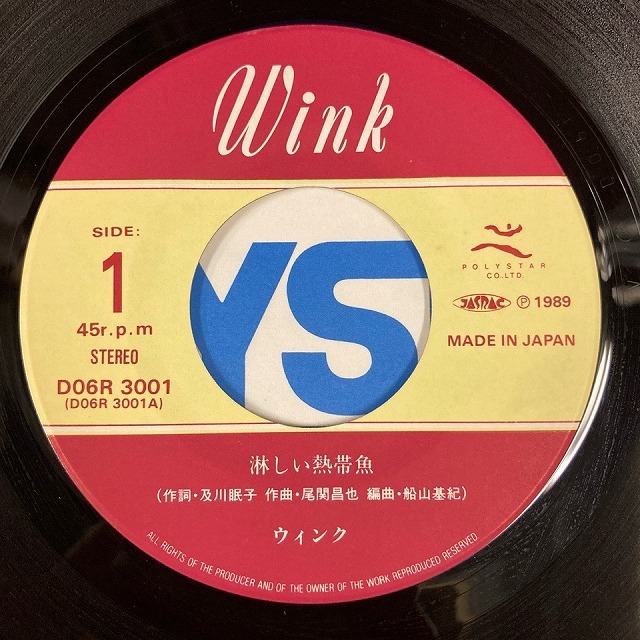 Wink
SIDE:
1
45r.p.m
STEREO
D06R 3001
(D06R 3001A)
YS
POLYSTAR
CO.LTD.
JASRAC Ⓟ 1989
MADE IN JAPAN
淋しい熱帯魚
(作詞・及川眠子 作曲・尾関昌也 編曲・船山基紀)
ウィンク
ALL RIGHTS OF THE PRODUCER AND OF THE OWNER OF THE WORK REPRODUCED RESERVED